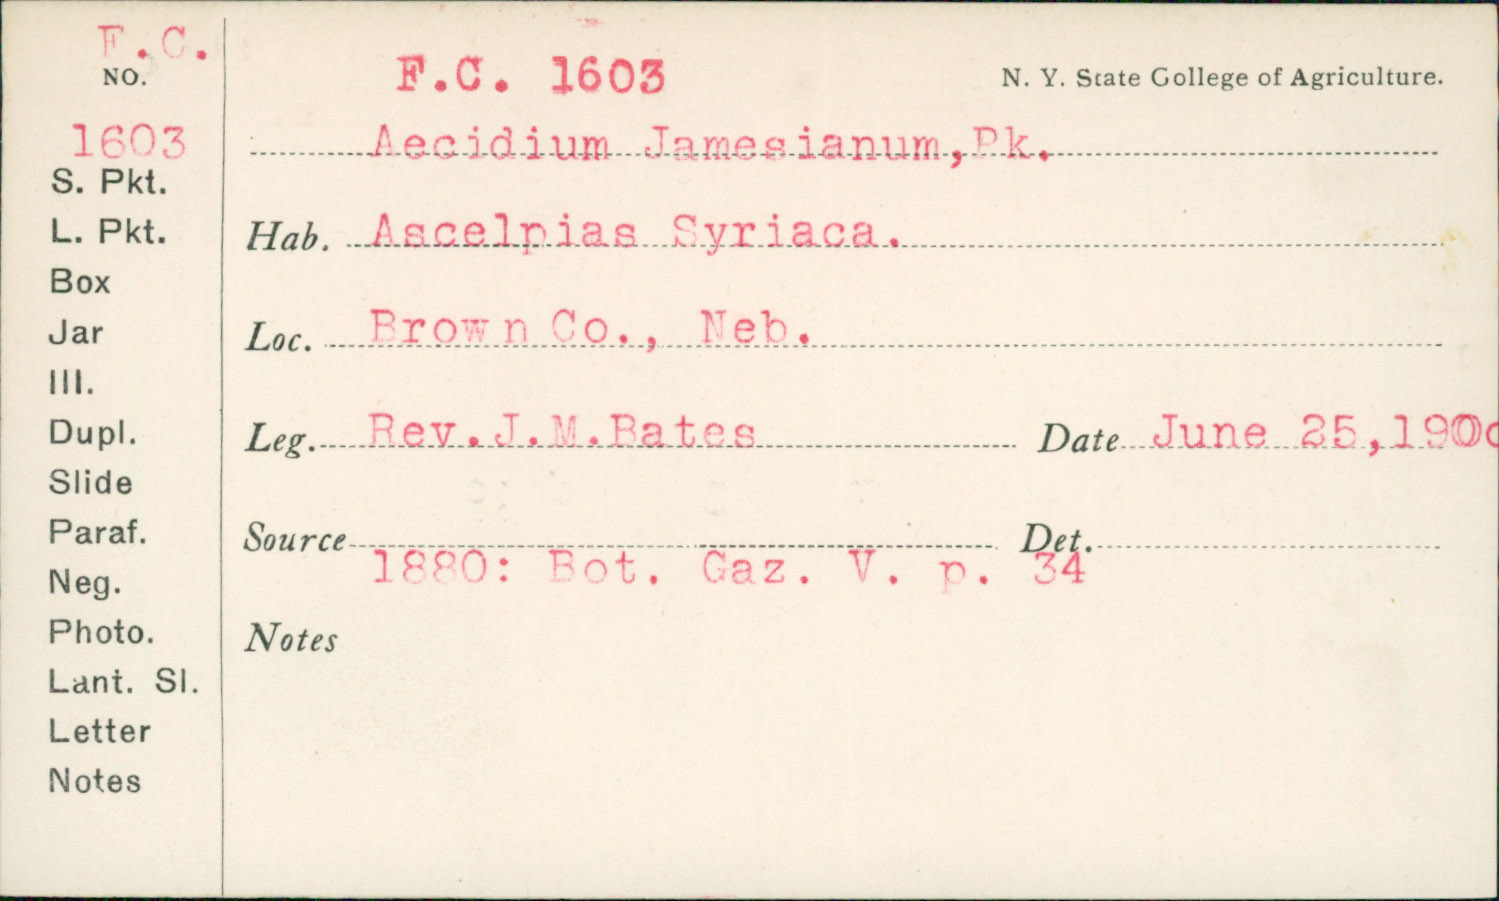 F.C.
NO.
1603
S. Pkt.
L. Pkt.
Box
Jar
Ill.
Dupl.
Slide
Paraf.
Neg.
Photo.
Lant. Sl.
Letter
Notes
F.C. 1603
N. Y. State College of Agriculture.
Aecidium Jamesianum, Pk.
Hab. Ascelpias Syriaca.
Loc. Brown Co., Neb.
Leg. Rev. J. M. Bates Date June 25,
Source Det.
1880: Bot. Gaz. V. p. 34
Notes